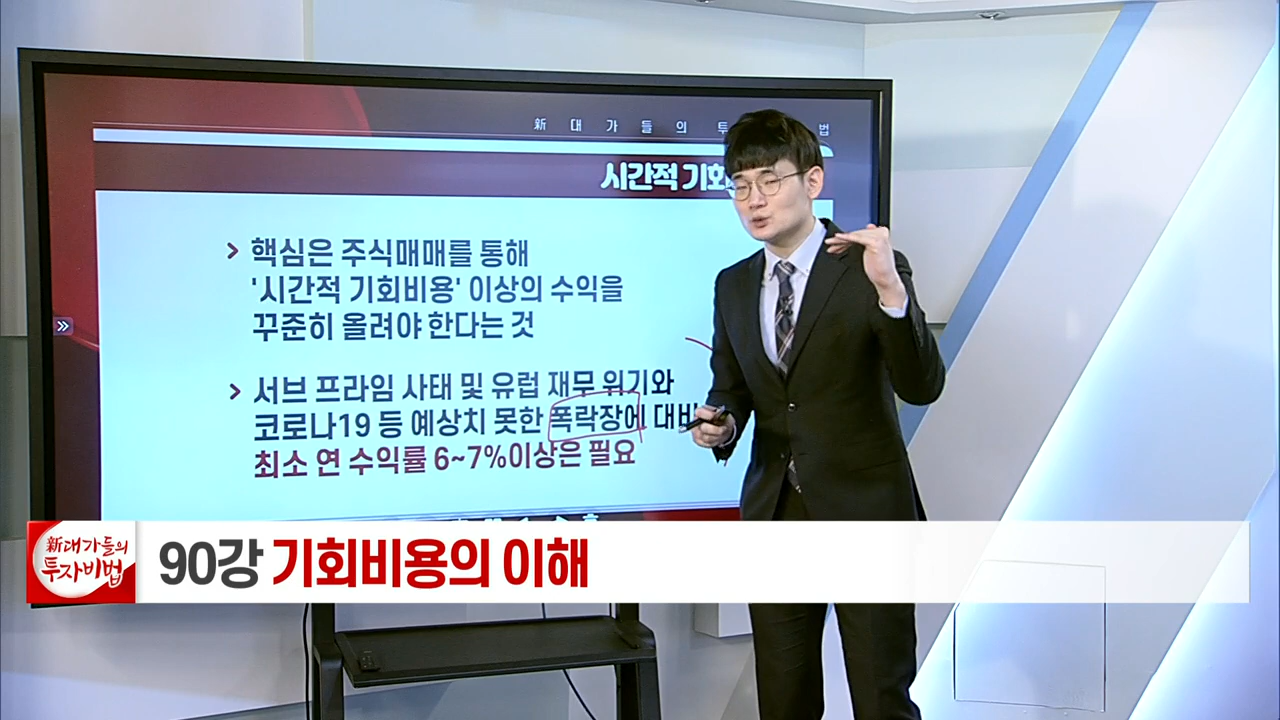 新 대 가 들 의 투 법
시간적 기회
> 핵심은 주식매매를 통해
'시간적 기회비용' 이상의 수익을
꾸준히 올려야 한다는 것
> 서브 프라임 사태 및 유럽 재무 위기와
코로나19 등 예상치 못한 폭락장에 대비
최소 연 수익률 6~7%이상은 필요
新대가들의
투자비법
90강 기회비용의 이해